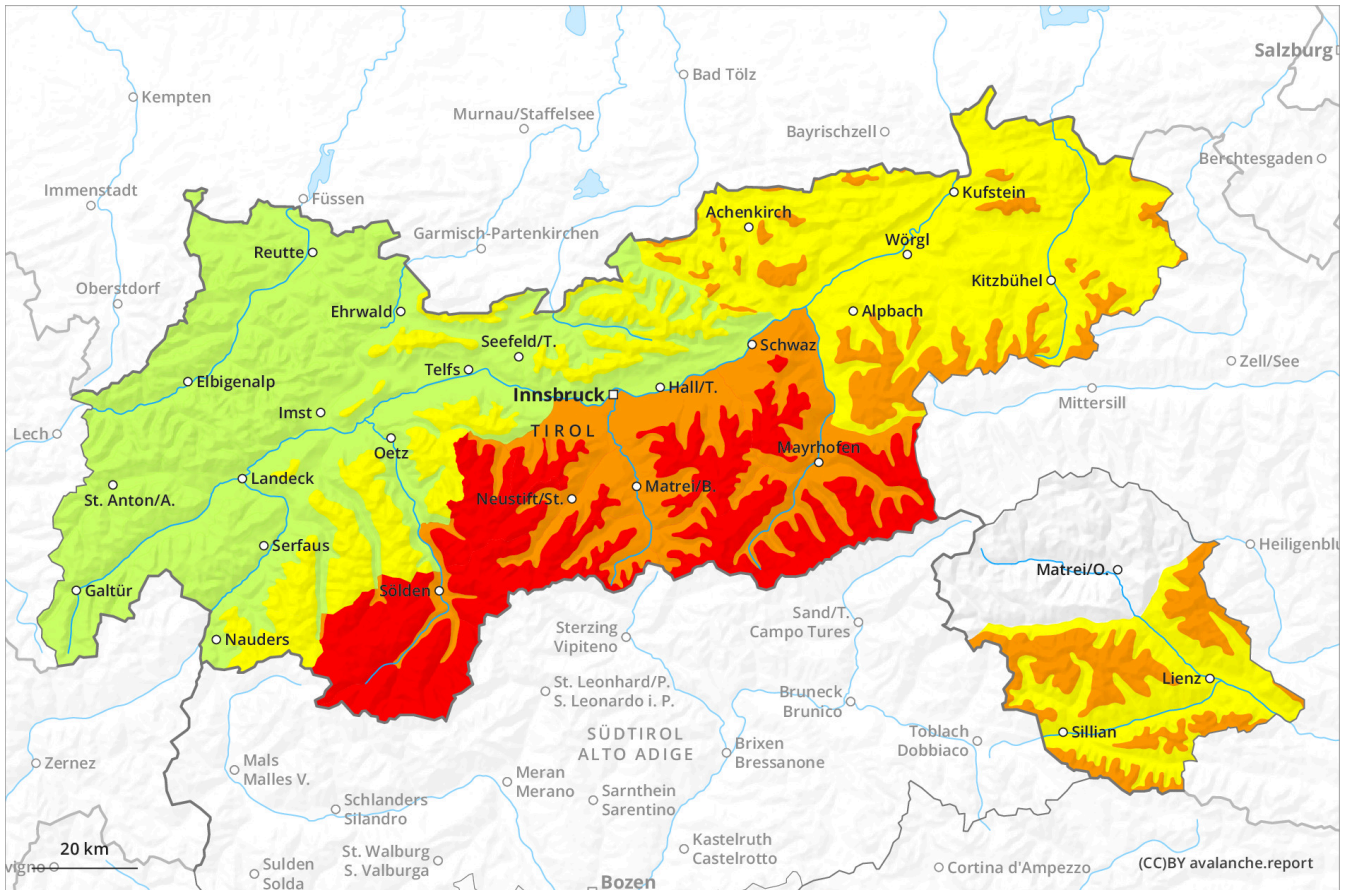 Salzburg
Bad Tölz
Kempten
Murnau/Staffelsee
Bayrischzell
Berchtesgaden
Immenstadt
Füssen
Kufstein
Achenkirch
Garmisch-Partenkirchen
Reutte
Wörgl
Oberstdorf
Kitzbühel
Ehrwald
Alpbach
Seefeld/T.
Schwaz
Zell/See
Telfs
Elbigenalp
Hall/T.
Innsbruck
Mittersill
Imst
Lech
TIROL
Oetz
Mayrhofen
Landeck
St. Anton/A.
Neustift/St.
Matrei/B.
Serfaus
Heiligenblu
Matrei/O.
Galtür
Sölden
Sand/T.
Campo Tures
Nauders
Sterzing
Vipiteno
St. Leonhard/P.
S. Leonardo i. P.
Lienz
Bruneck
Brunico
SÜDTIROL
ALTO ADIGE
Toblach
Dobbiaco
Sillian
Brixen
Bressanone
Zernez
Mals
Malles V.
Meran
Merano
Sarnthein
Sarentino
Schlanders
Silandro
Kastelruth
Castelrotto
20 km
St. Walburg
S. Valburga
vigno
Sulden
Solda
Cortina d'Ampezzo
(CC)BY avalanche.report
Bozen